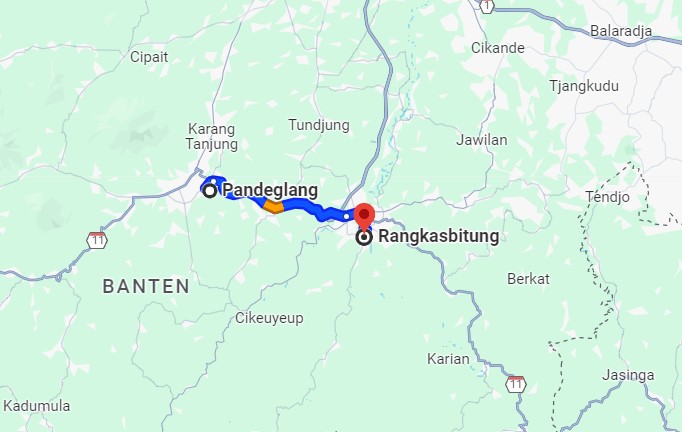 1
Balaradja
Cikande
Cipait
Tjangkudu
Karang
Tanjung
Tundjung
Jawilan
Pandeglang
Tendjo
Rangkasbitung
11
BANTEN
Berkat
Cikeuyeup
Karian
11
Jasinga
Kadumula